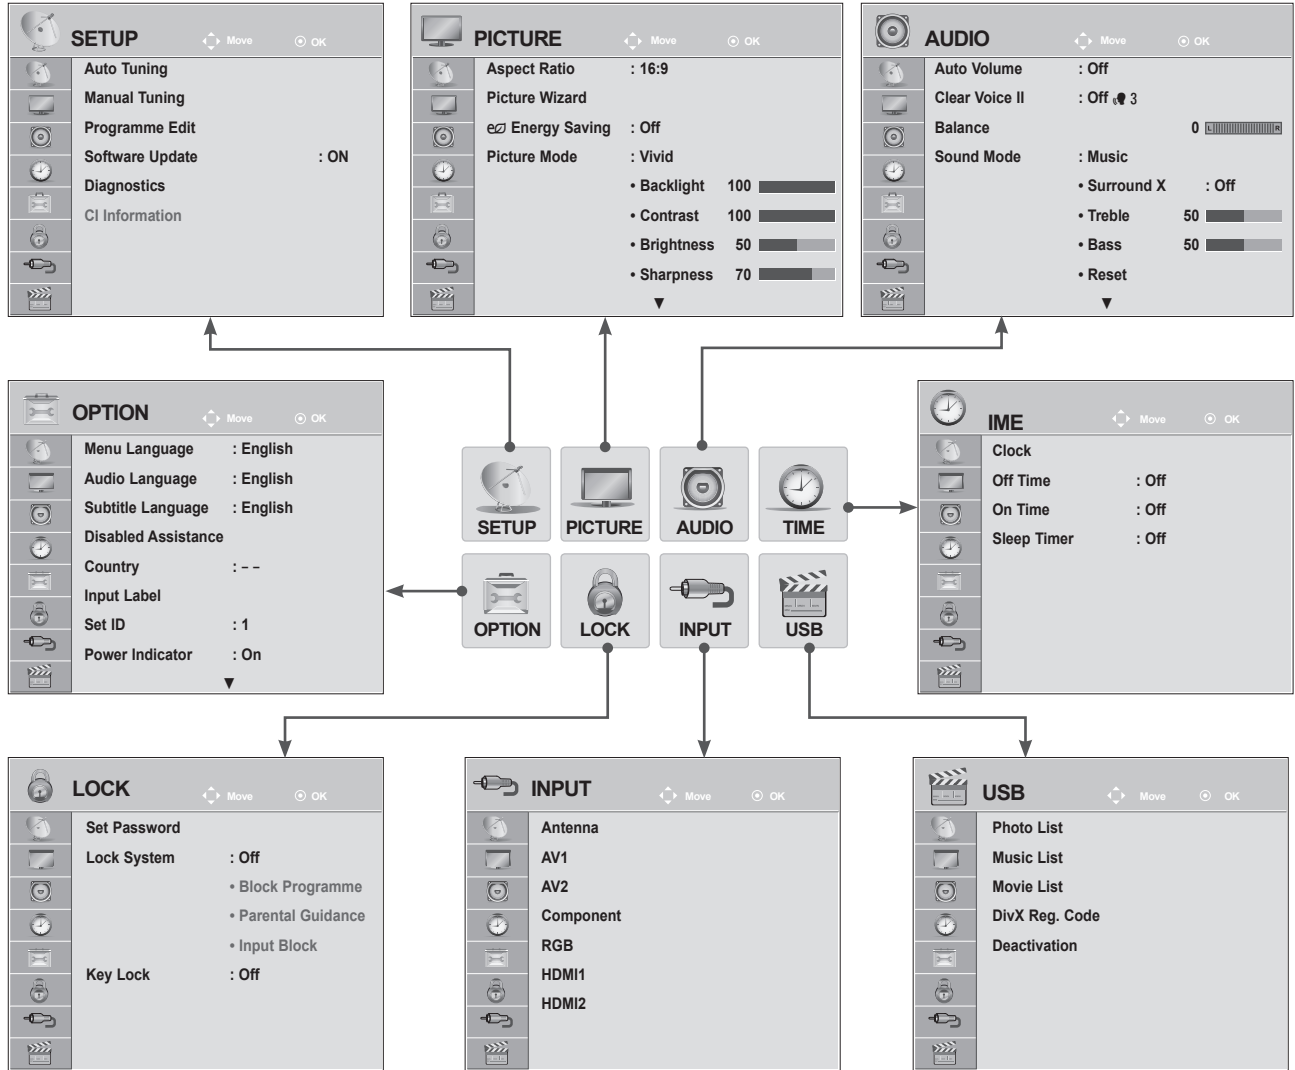 SETUP Move OK
Auto Tuning
Manual Tuning
Programme Edit
Software Update : ON
Diagnostics
CI Information
PICTURE Move OK
Aspect Ratio : 16:9
Picture Wizard
Energy Saving : Off
Picture Mode : Vivid
• Backlight 100
• Contrast 100
• Brightness 50
• Sharpness 70
▼
AUDIO Move OK
Auto Volume : Off
Clear Voice II : Off 3
Balance 0 L R
Sound Mode : Music
• Surround X : Off
• Treble 50
• Bass 50
• Reset
▼
OPTION Move OK
Menu Language : English
Audio Language : English
Subtitle Language : English
Disabled Assistance
Country : – –
Input Label
Set ID : 1
Power Indicator : On
▼
SETUP PICTURE AUDIO TIME
OPTION LOCK INPUT USB
IME Move OK
Clock
Off Time : Off
On Time : Off
Sleep Timer : Off
LOCK Move OK
Set Password
Lock System : Off
• Block Programme
• Parental Guidance
• Input Block
Key Lock : Off
INPUT Move OK
Antenna
AV1
AV2
Component
RGB
HDMI1
HDMI2
USB Move OK
Photo List
Music List
Movie List
DivX Reg. Code
Deactivation